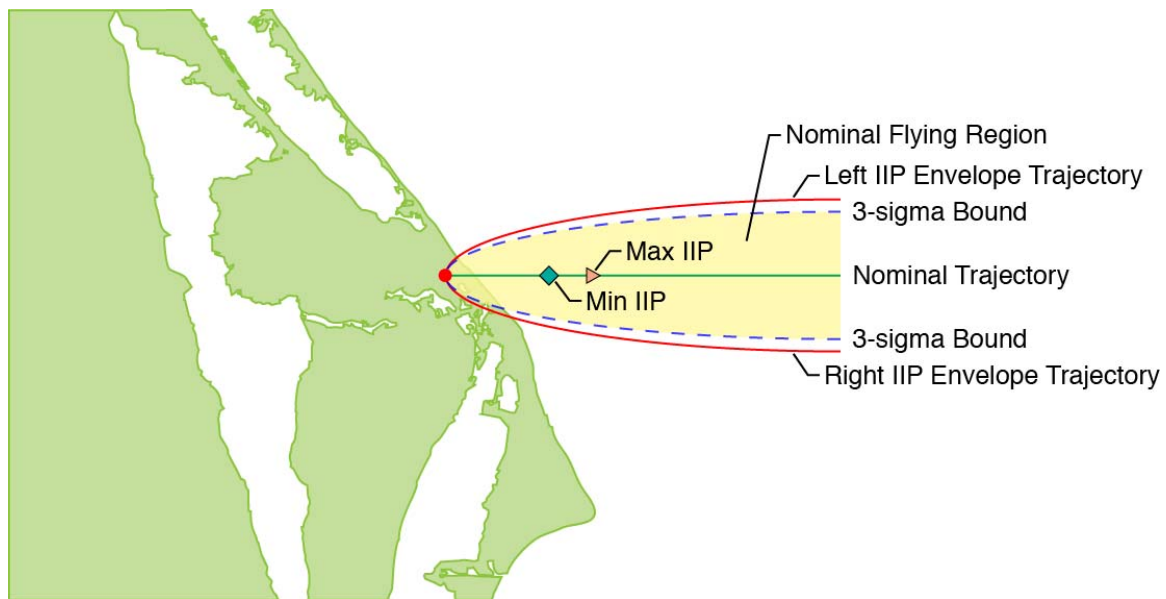 Nominal Flying Region
Left IIP Envelope Trajectory
3-sigma Bound
Max IIP
Nominal Trajectory
Min IIP
3-sigma Bound
Right IIP Envelope Trajectory